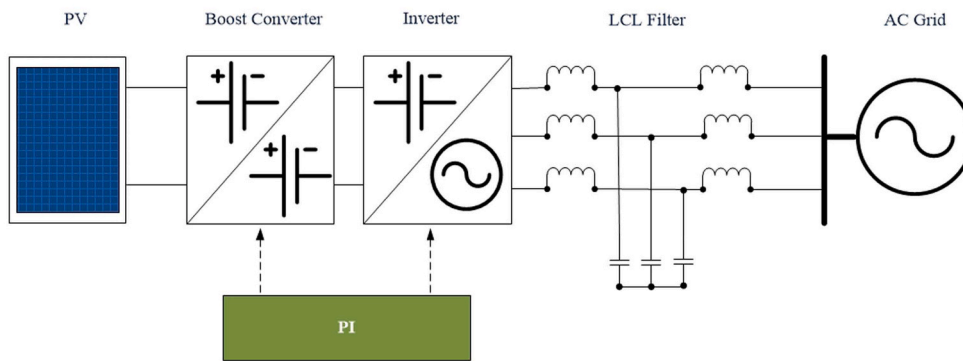 PV
Boost Converter
Inverter
LCL Filter
AC Grid
+ −
+ −
+ −
PI